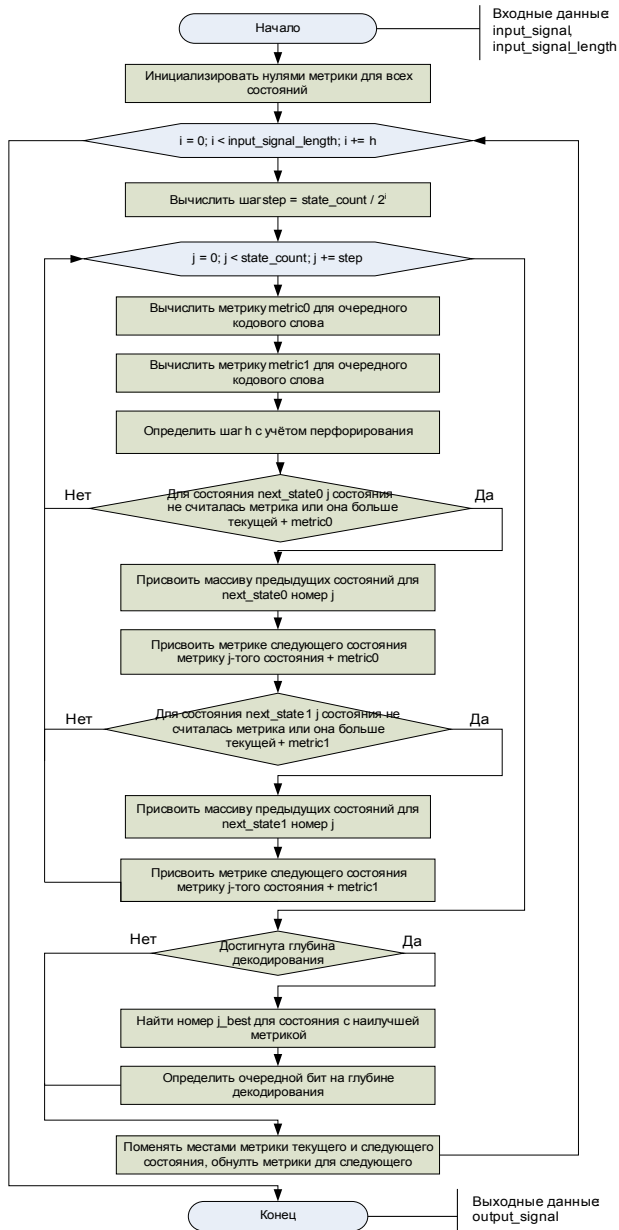 Начало
Входные данные:
input_signal,
input_signal_length
Инициализировать нулями метрики для всех
состояний
i = 0; i < input_signal_length; i += h
Вычислить шаг step = state_count / 2^i
j = 0; j < state_count; j += step
Вычислить метрику metric0 для очередного
кодового слова
Вычислить метрику metric1 для очередного
кодового слова
Определить шаг h с учётом перфорирования
Нет
Для состояния next_state0 j состояния
не считалась метрика или она больше
текущей + metric0
Да
Присвоить массиву предыдущих состояний для
next_state0 номер j
Присвоить метрике следующего состояния
метрику j-того состояния + metric0
Нет
Для состояния next_state1 j состояния не
считалась метрика или она больше
текущей + metric1
Да
Присвоить массиву предыдущих состояний для
next_state1 номер j
Присвоить метрике следующего состояния
метрику j-того состояния + metric1
Нет
Достигнута глубина
декодирования
Да
Найти номер j_best для состояния с наилучшей
метрикой
Определить очередной бит на глубине
декодирования
Поменять местами метрики текущего и следующего
состояния, обнулть метрики для следующего
Конец
Выходные данные:
output_signal